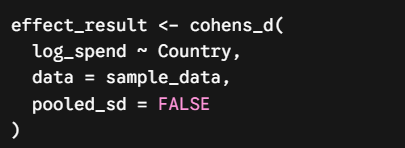 effect_result <- cohens_d(
  log_spend ~ Country,
  data = sample_data,
  pooled_sd = FALSE
)